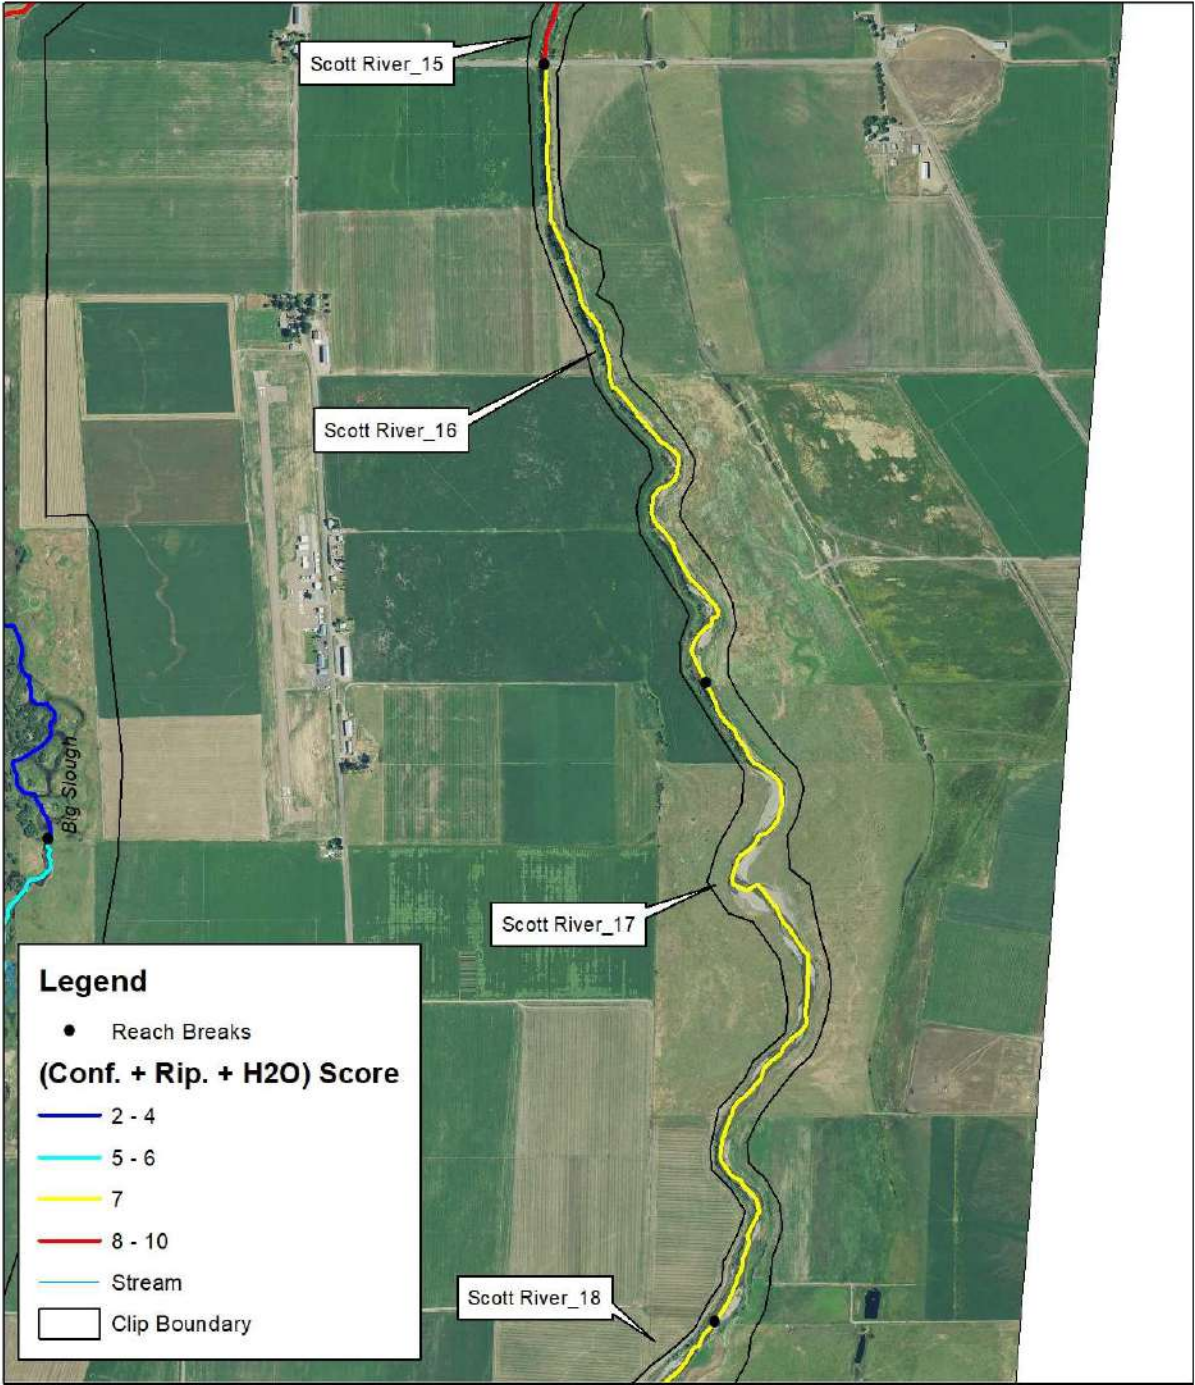 Scott River_15
Scott River_16
Big Slough
Scott River_17
Legend
Reach Breaks
(Conf. + Rip. + H2O) Score
2 - 4
5 - 6
7
8 - 10
Stream
Clip Boundary
Scott River_18